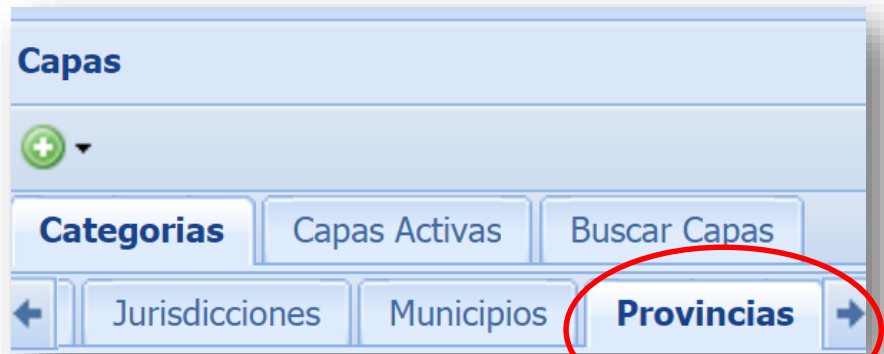 Capas
Categorias Capas Activas Buscar Capas
Jurisdicciones Municipios Provincias